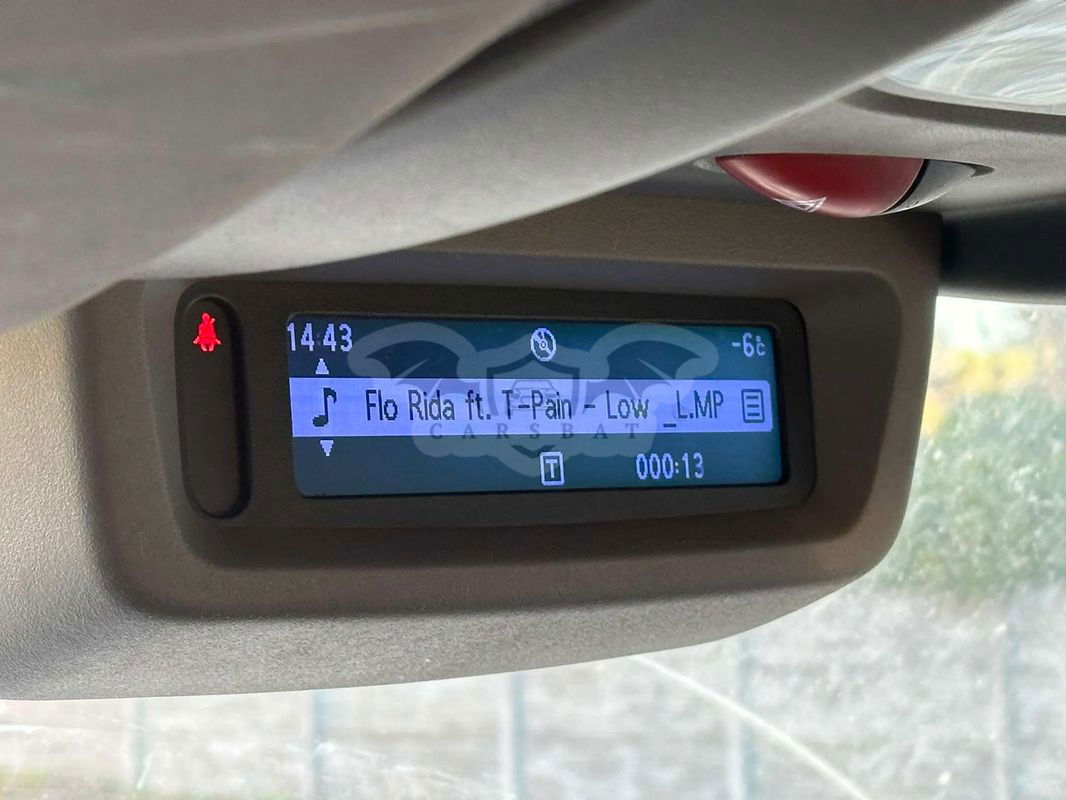 14:43
-6°C
Flo Rida ft. T-Pain - Low _L.MP
CARSBAT
T
000:13